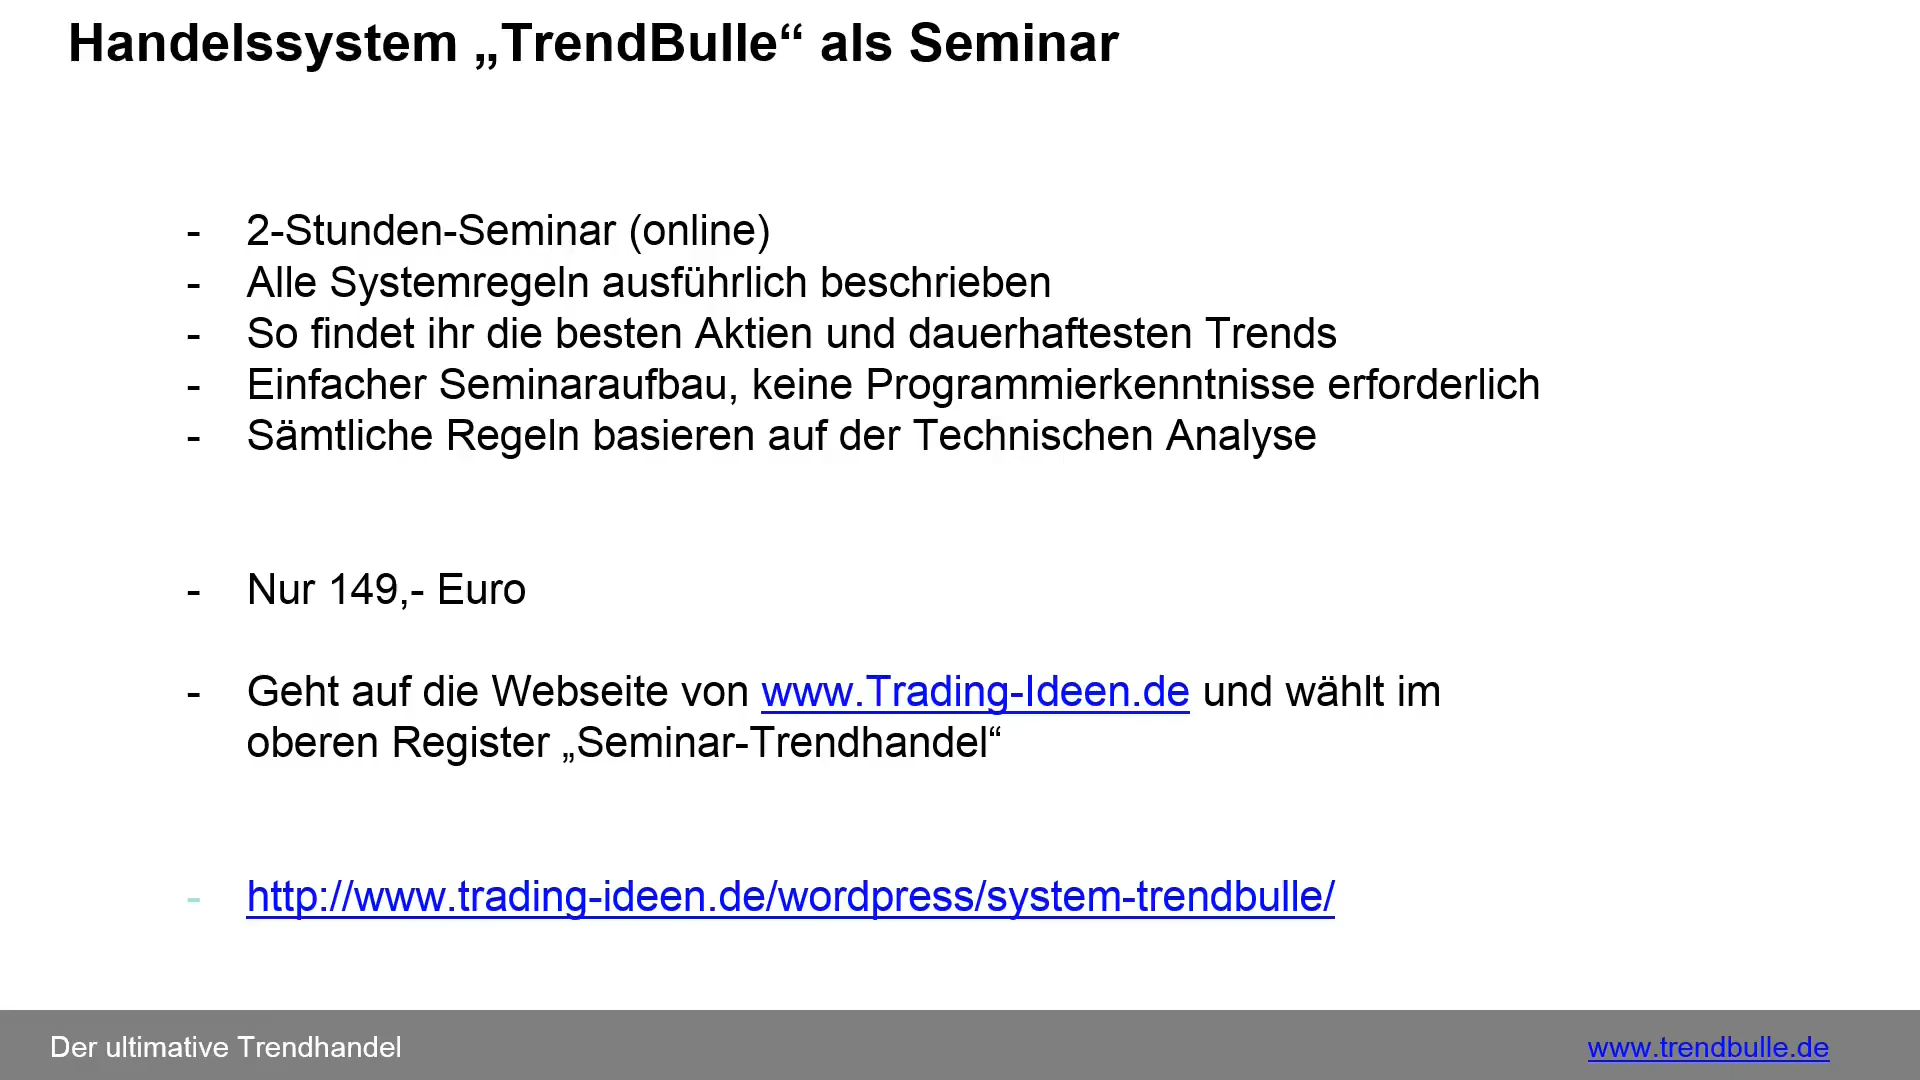 Handelssystem „TrendBulle“ als Seminar
- 2-Stunden-Seminar (online)
- Alle Systemregeln ausführlich beschrieben
- So findet ihr die besten Aktien und dauerhaftesten Trends
- Einfacher Seminaraufbau, keine Programmierkenntnisse erforderlich
- Sämtliche Regeln basieren auf der Technischen Analyse
- Nur 149,- Euro
- Geht auf die Webseite von www.Trading-Ideen.de und wählt im
oberen Register „Seminar-Trendhandel“
- http://www.trading-ideen.de/wordpress/system-trendbulle/
Der ultimative Trendhandel
www.trendbulle.de